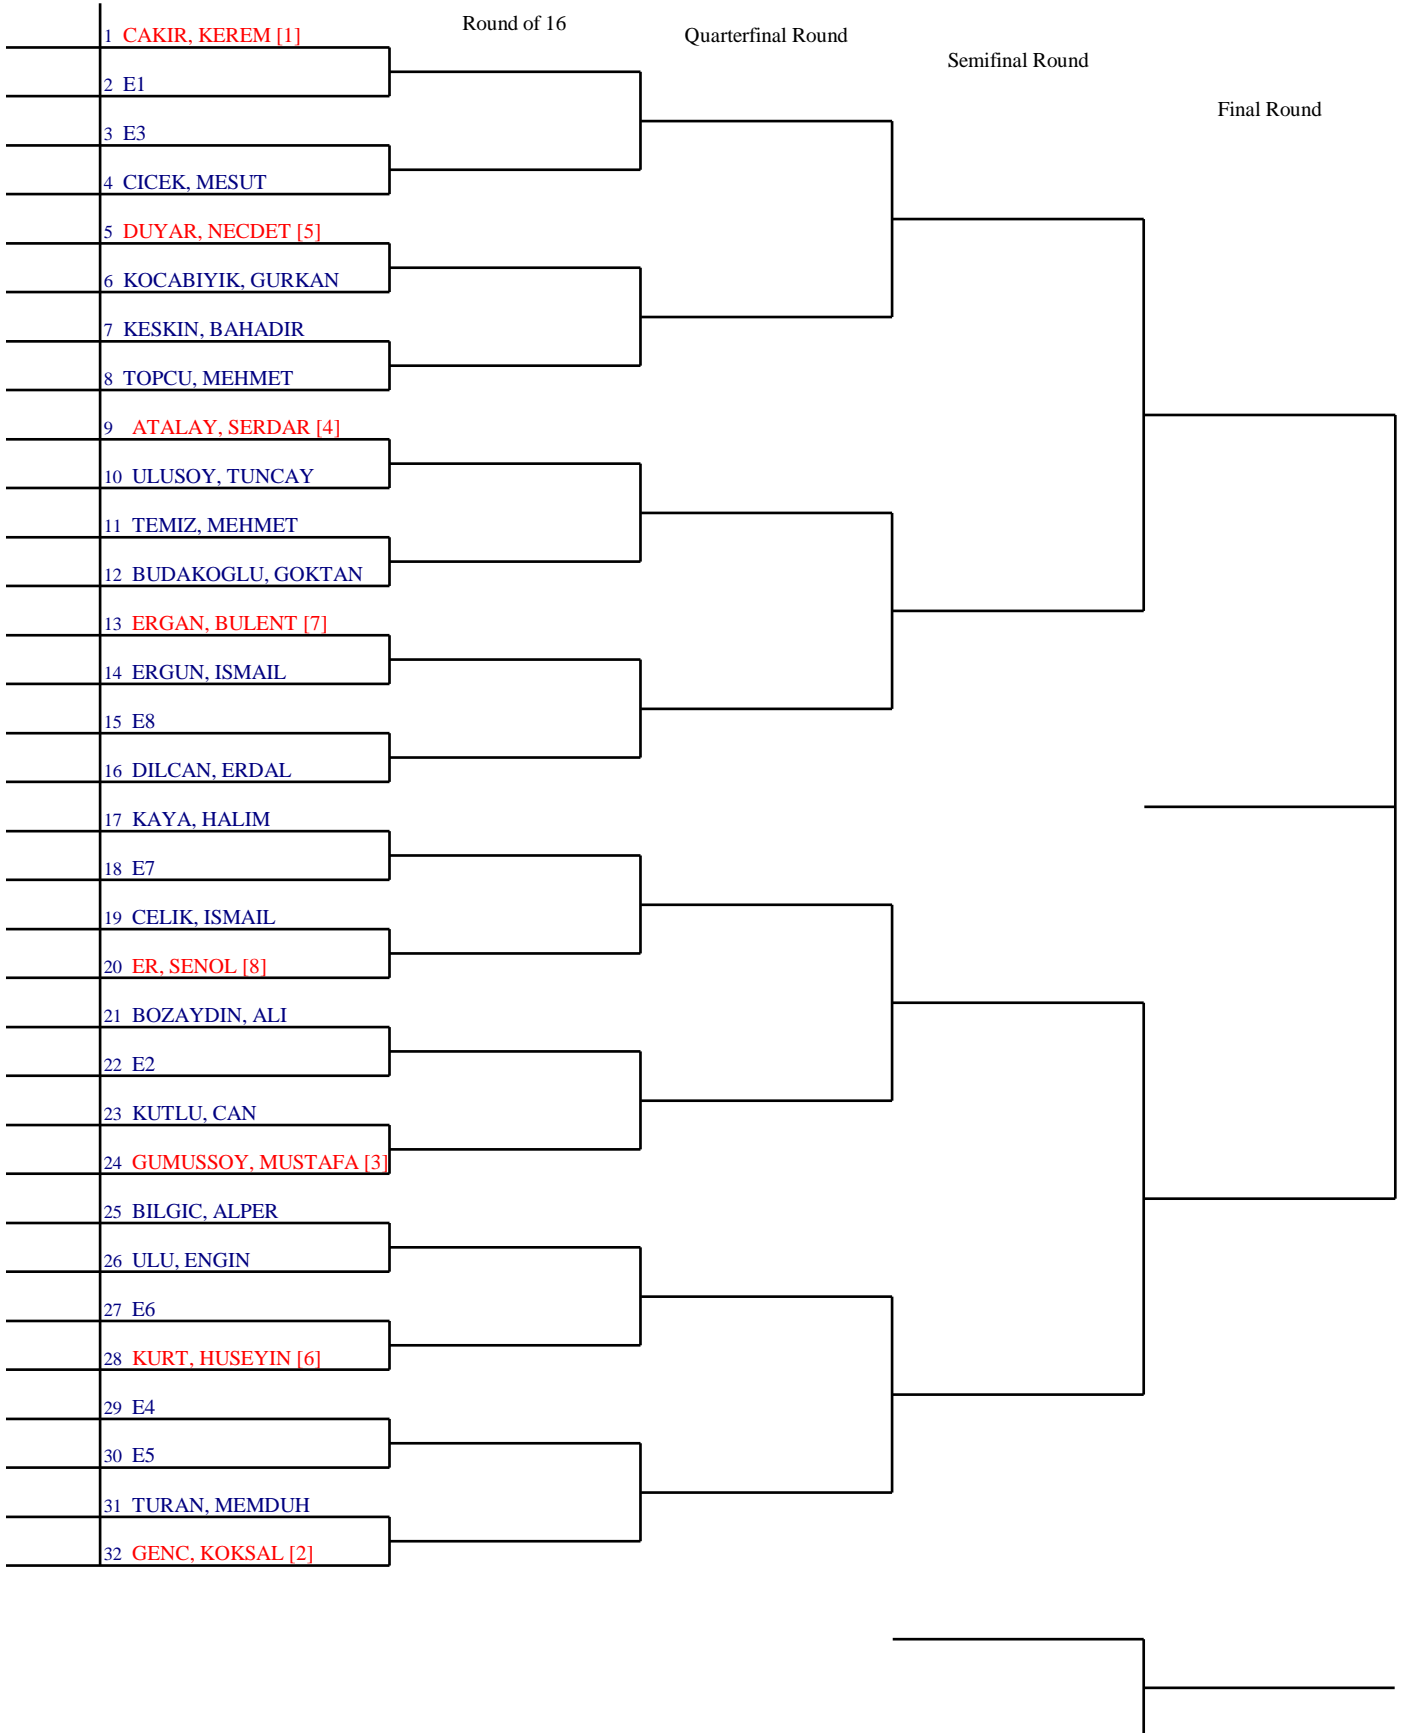 Round of 16
Quarterfinal Round
Semifinal Round
Final Round
1 CAKIR, KEREM [1]
2 E1
3 E3
4 CICEK, MESUT
5 DUYAR, NECDET [5]
6 KOCABIYIK, GURKAN
7 KESKIN, BAHADIR
8 TOPCU, MEHMET
9 ATALAY, SERDAR [4]
10 ULUSOY, TUNCAY
11 TEMIZ, MEHMET
12 BUDAKOGLU, GOKTAN
13 ERGAN, BULENT [7]
14 ERGUN, ISMAIL
15 E8
16 DILCAN, ERDAL
17 KAYA, HALIM
18 E7
19 CELIK, ISMAIL
20 ER, SENOL [8]
21 BOZAYDIN, ALI
22 E2
23 KUTLU, CAN
24 GUMUSSOY, MUSTAFA [3]
25 BILGIC, ALPER
26 ULU, ENGIN
27 E6
28 KURT, HUSEYIN [6]
29 E4
30 E5
31 TURAN, MEMDUH
32 GENC, KOKSAL [2]